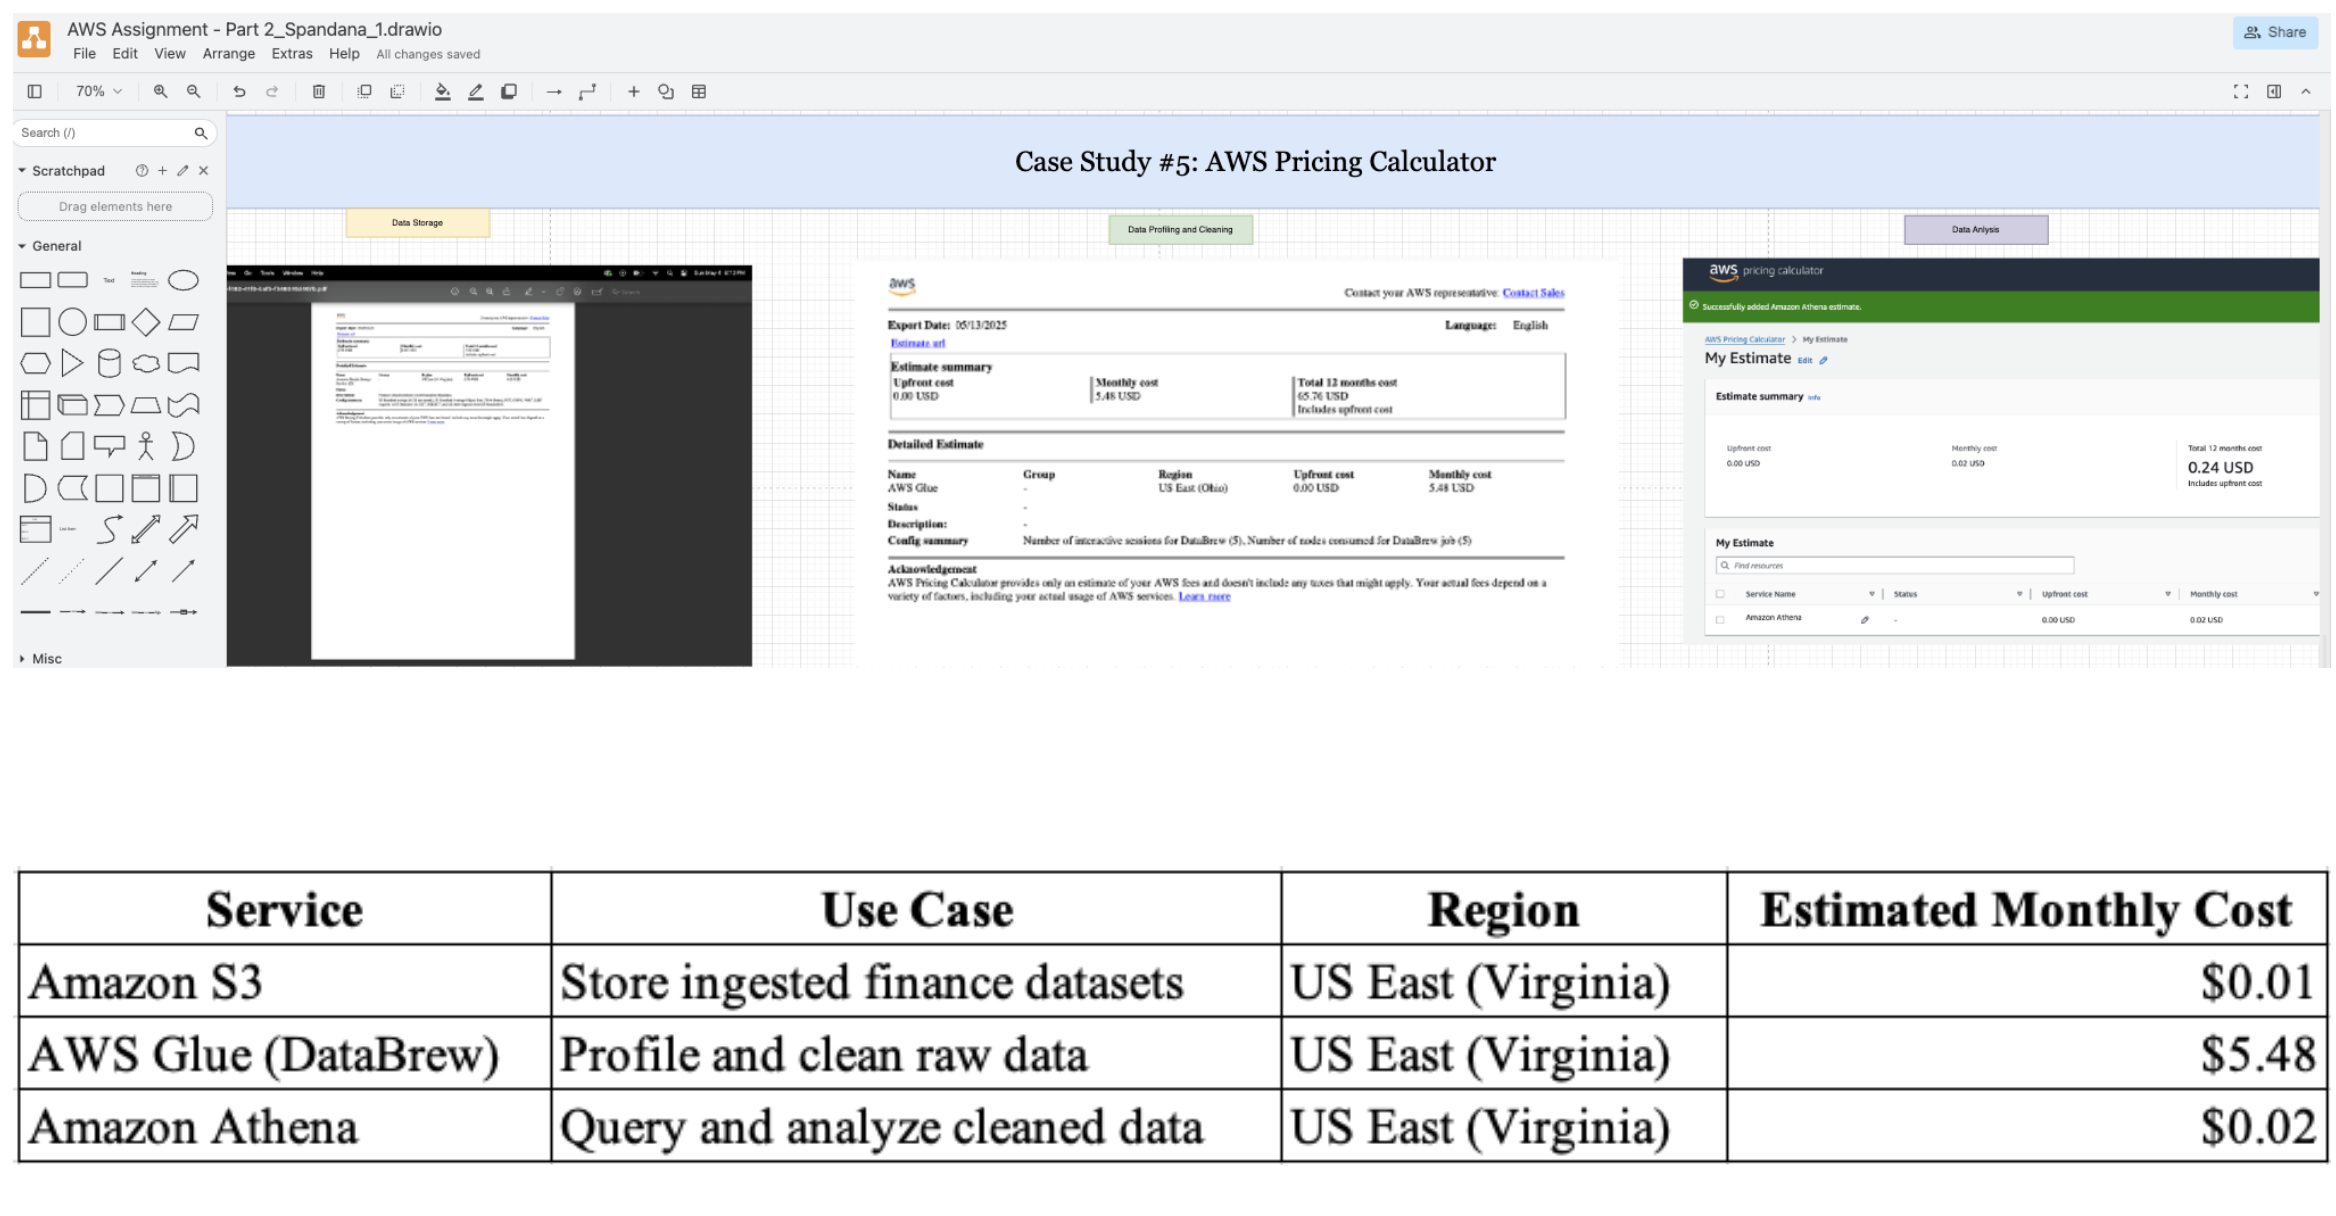 AWS Assignment - Part 2_Spandana_1.drawio
File Edit View Arrange Extras Help All changes saved
Share
70%
Search (/)
Scratchpad
Drag elements here
General
Text
Heading
List Item
Misc
Case Study #5: AWS Pricing Calculator
Data Storage
Data Profiling and Cleaning
Data Anlysis
Go Tools Window Help
aws
Contact your AWS representative: Contact Sales
Export Date: 05/13/2025 Language: English
Estimate url
Estimate summary
Upfront cost Monthly cost Total 12 months cost
0.00 USD 5.48 USD 65.76 USD
Includes upfront cost
Detailed Estimate
Name Group Region Upfront cost Monthly cost
AWS Glue - US East (Ohio) 0.00 USD 5.48 USD
Status -
Description: -
Config summary Number of interactive sessions for DataBrew (5), Number of nodes consumed for DataBrew job (5)
Acknowledgement
AWS Pricing Calculator provides only an estimate of your AWS fees and doesn't include any taxes that might apply. Your actual fees depend on a
variety of factors, including your actual usage of AWS services. Learn more
aws pricing calculator
Successfully added Amazon Athena estimate.
AWS Pricing Calculator > My Estimate
My Estimate Edit
Estimate summary Info
Upfront cost Monthly cost Total 12 months cost
0.00 USD 0.02 USD 0.24 USD
Includes upfront cost
My Estimate
Find resources
Service Name Status Upfront cost Monthly cost
Amazon Athena - 0.00 USD 0.02 USD
Service Use Case Region Estimated Monthly Cost
Amazon S3 Store ingested finance datasets US East (Virginia) $0.01
AWS Glue (DataBrew) Profile and clean raw data US East (Virginia) $5.48
Amazon Athena Query and analyze cleaned data US East (Virginia) $0.02